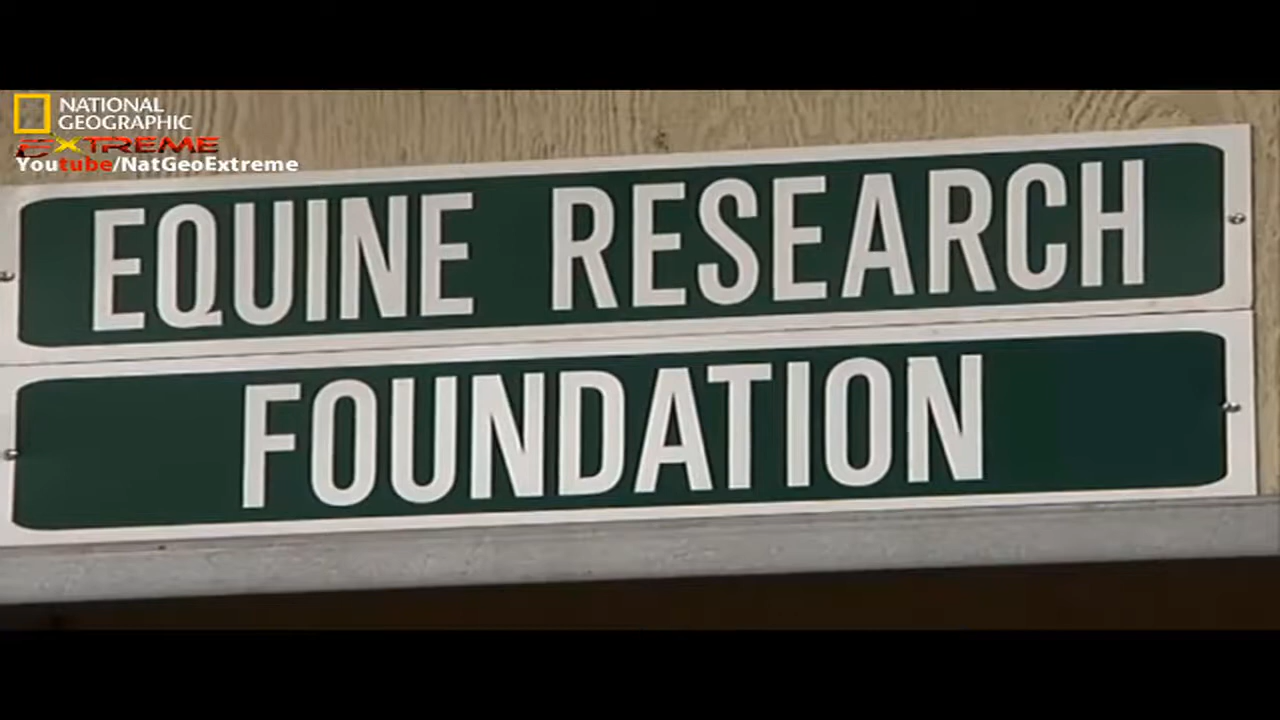 NATIONAL
GEOGRAPHIC
EXTREME
Youtube/NatGeoExtreme
EQUINE RESEARCH
FOUNDATION